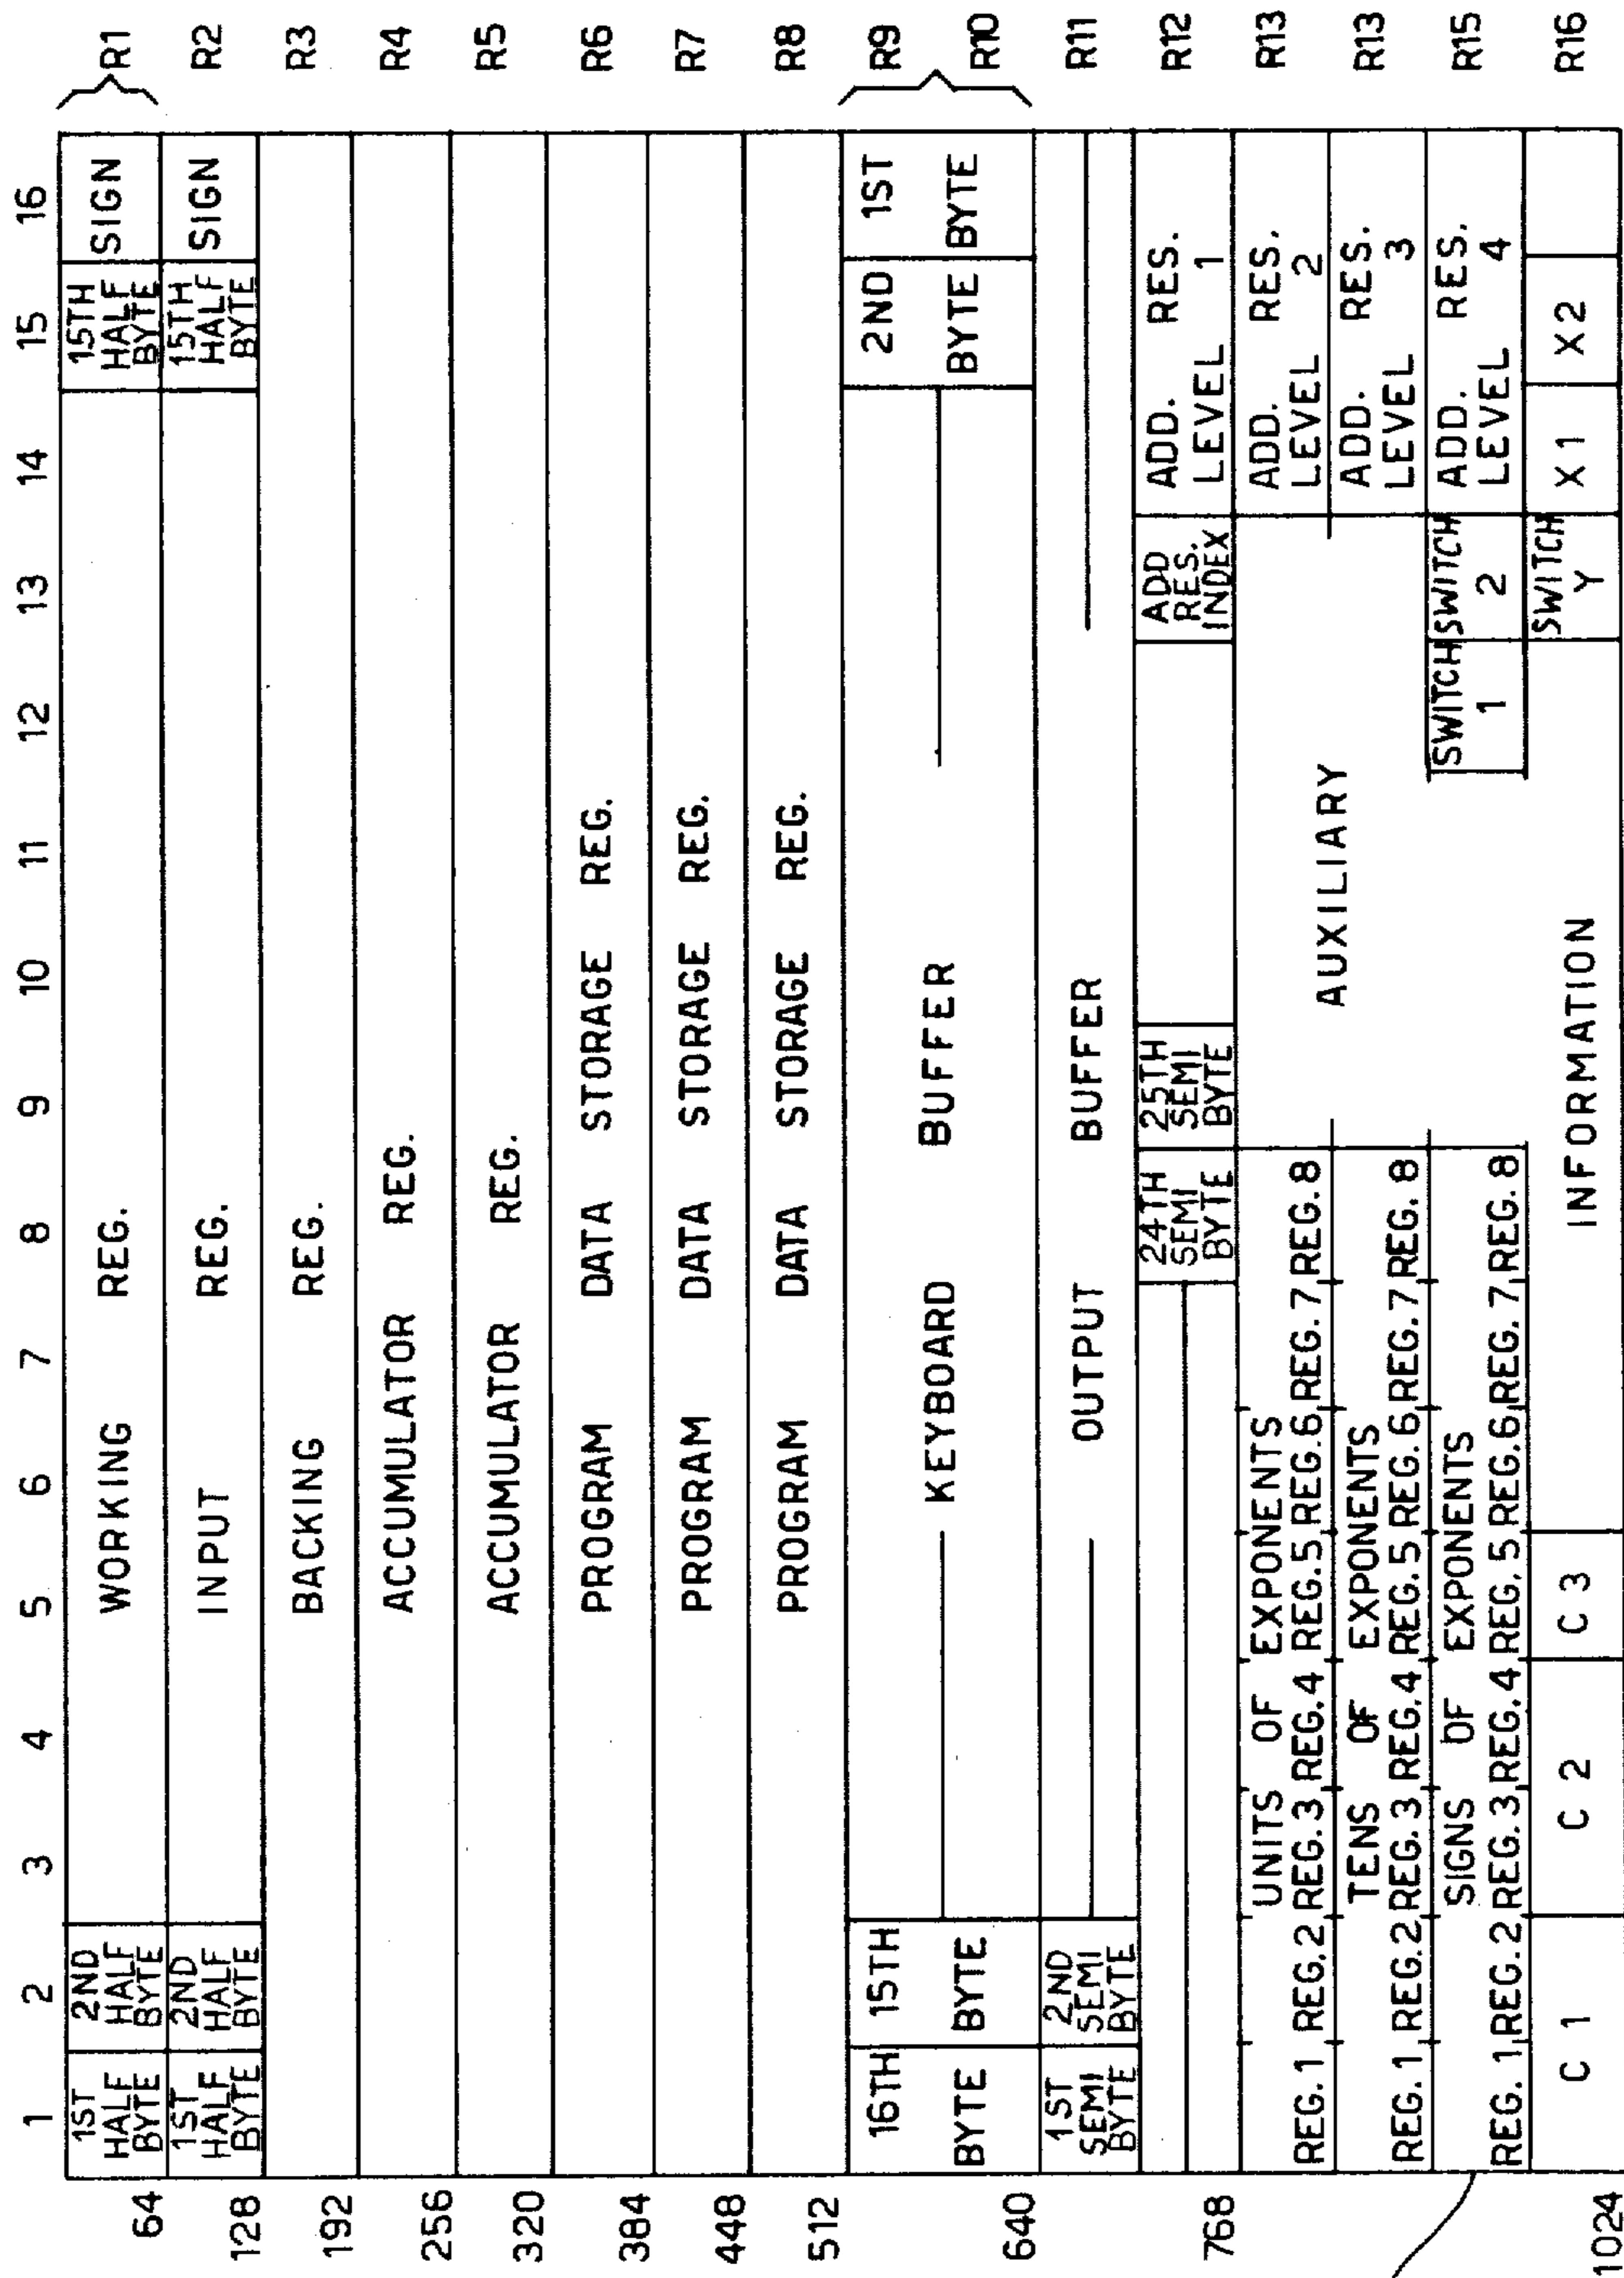 1 2 3 4 5 6 7 8 9 10 11 12 13 14 15 16
1ST HALF BYTE
2ND HALF BYTE
WORKING REG.
15TH HALF BYTE
SIGN
R1
64
1ST HALF BYTE
2ND HALF BYTE
INPUT REG.
15TH HALF BYTE
SIGN
R2
128
BACKING REG.
R3
192
ACCUMULATOR REG.
R4
256
ACCUMULATOR REG.
R5
320
PROGRAM DATA STORAGE REG.
R6
384
PROGRAM DATA STORAGE REG.
R7
448
PROGRAM DATA STORAGE REG.
R8
512
16TH BYTE
15TH BYTE
KEYBOARD BUFFER
2ND BYTE
1ST BYTE
R9
R10
640
1ST SEMI BYTE
2ND SEMI BYTE
OUTPUT BUFFER
R11
24TH SEMI BYTE
25TH SEMI BYTE
ADD RES. INDEX
ADD. RES. LEVEL 1
R12
768
UNITS OF EXPONENTS
REG. 1 REG. 2 REG. 3 REG. 4 REG. 5 REG. 6 REG. 7 REG. 8
ADD. RES. LEVEL 2
R13
AUXILIARY
TENS OF EXPONENTS
REG. 1 REG. 2 REG. 3 REG. 4 REG. 5 REG. 6 REG. 7 REG. 8
ADD. RES. LEVEL 3
R13
SIGNS OF EXPONENTS
REG. 1 REG. 2 REG. 3 REG. 4 REG. 5 REG. 6 REG. 7 REG. 8
SWITCH 1
SWITCH 2
ADD. RES. LEVEL 4
R15
C 1
C 2
C 3
INFORMATION
SWITCH Y
X 1
X 2
R16
1024